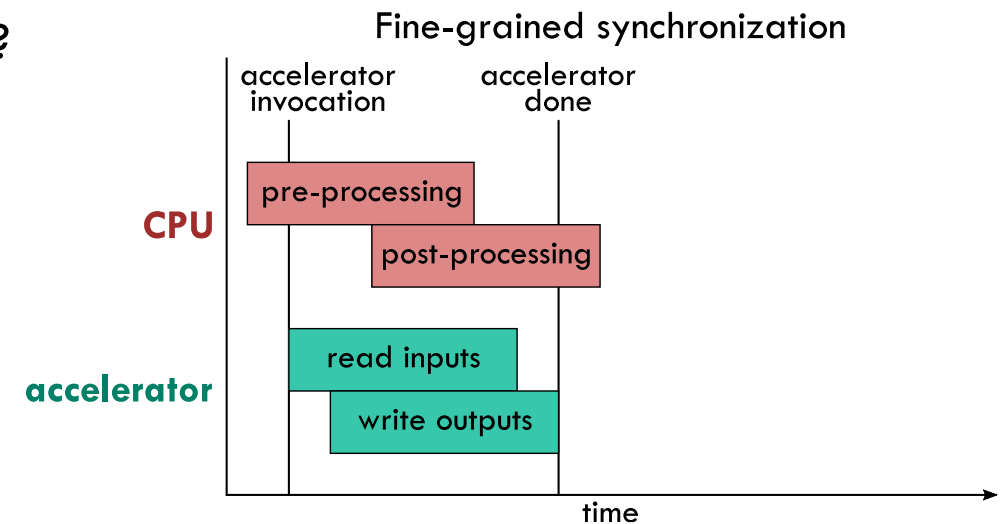 ?
Fine-grained synchronization
accelerator
invocation
accelerator
done
CPU
pre-processing
post-processing
accelerator
read inputs
write outputs
time